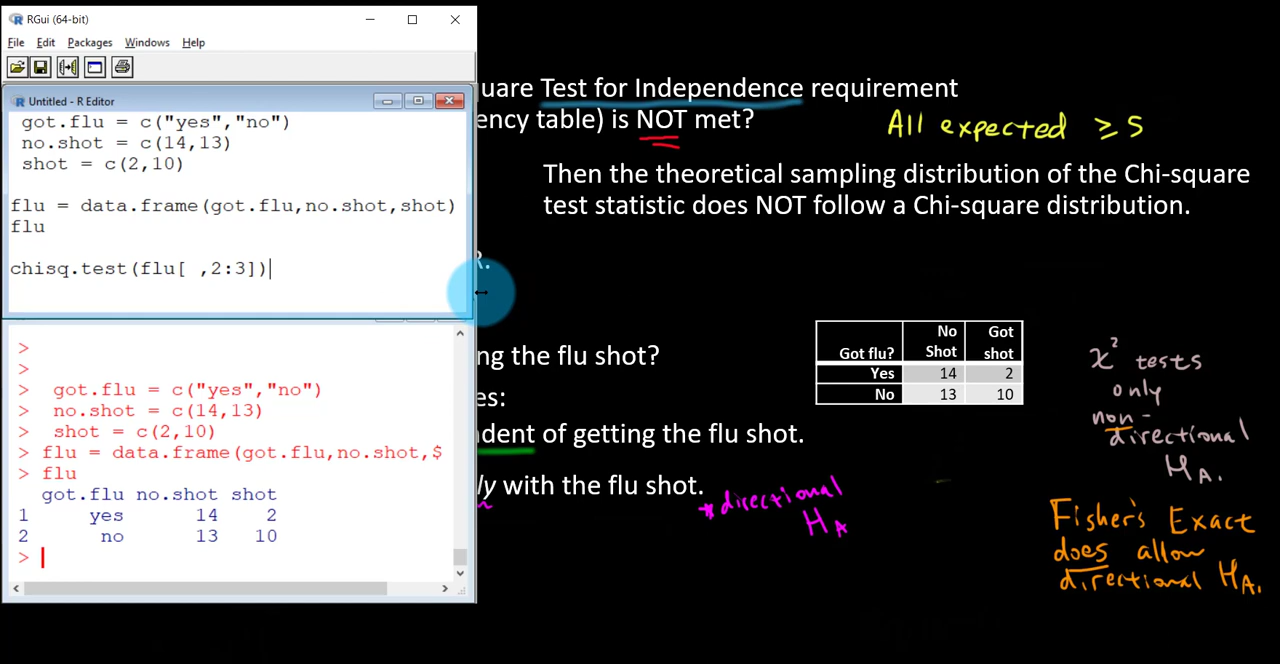 RGui (64-bit)
File Edit Packages Windows Help
Untitled - R Editor
got.flu = c("yes","no")
no.shot = c(14,13)
shot = c(2,10)
flu = data.frame(got.flu,no.shot,shot)
flu
chisq.test(flu[ ,2:3])
>
>
> got.flu = c("yes","no")
> no.shot = c(14,13)
> shot = c(2,10)
> flu = data.frame(got.flu,no.shot,$
> flu
got.flu no.shot shot
1 yes 14 2
2 no 13 10
>
uare Test for Independence requirement
ency table) is NOT met?
All expected ≥ 5
Then the theoretical sampling distribution of the Chi-square
test statistic does NOT follow a Chi-square distribution.
R.
ng the flu shot?
es:
ndent of getting the flu shot.
ly with the flu shot.
* directional
HA
No Got
Got flu? Shot shot
Yes 14 2
No 13 10
χ² tests
only
non-
directional
HA.
Fisher's Exact
does allow
directional HA.